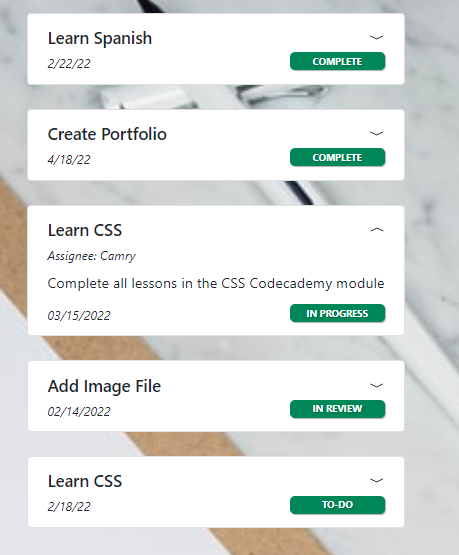 Learn Spanish
2/22/22 COMPLETE
Create Portfolio
4/18/22 COMPLETE
Learn CSS
Assignee: Camry
Complete all lessons in the CSS Codecademy module
03/15/2022 IN PROGRESS
Add Image File
02/14/2022 IN REVIEW
Learn CSS
2/18/22 TO-DO